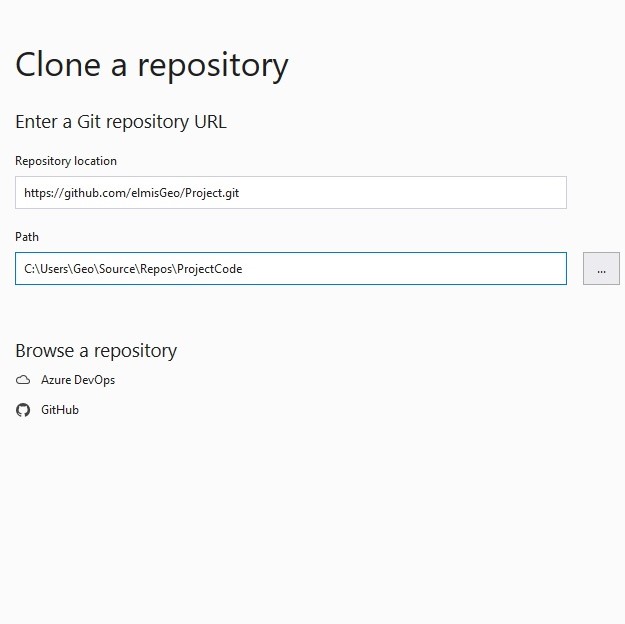 Clone a repository
Enter a Git repository URL
Repository location
https://github.com/elmisGeo/Project.git
Path
C:\Users\Geo\Source\Repos\ProjectCode
...
Browse a repository
Azure DevOps
GitHub